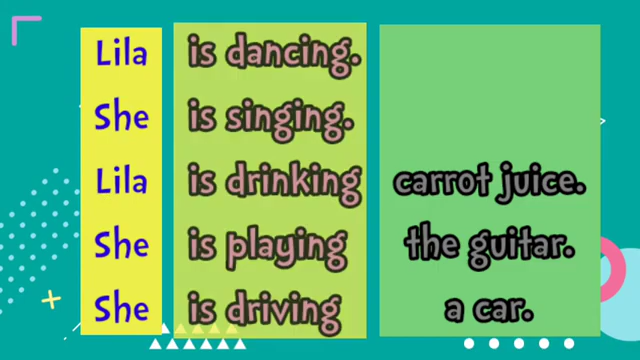 Lila is dancing.
She is singing.
Lila is drinking carrot juice.
She is playing the guitar.
She is driving a car.